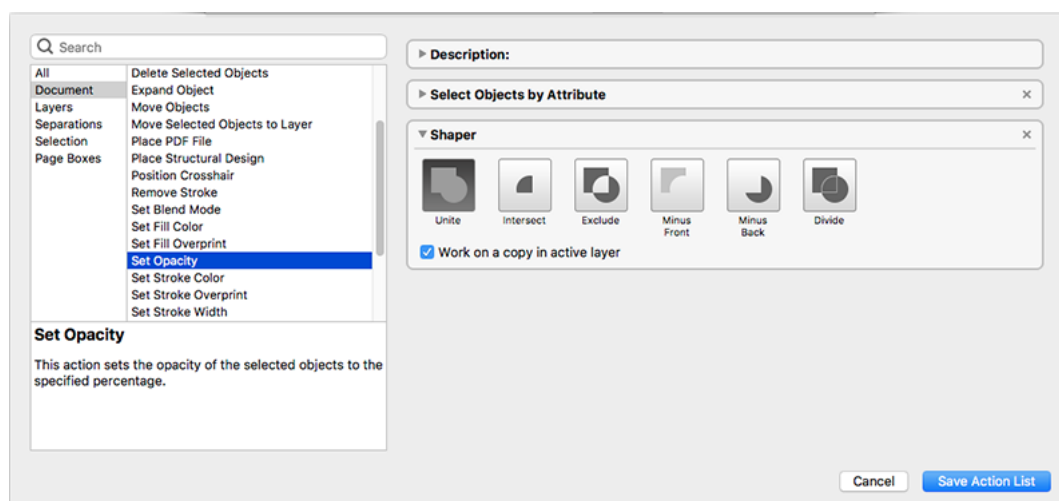 Search
All
Document
Layers
Separations
Selection
Page Boxes
Delete Selected Objects
Expand Object
Move Objects
Move Selected Objects to Layer
Place PDF File
Place Structural Design
Position Crosshair
Remove Stroke
Set Blend Mode
Set Fill Color
Set Fill Overprint
Set Opacity
Set Stroke Color
Set Stroke Overprint
Set Stroke Width
Set Opacity
This action sets the opacity of the selected objects to the
specified percentage.
Description:
Select Objects by Attribute
Shaper
Unite
Intersect
Exclude
Minus
Front
Minus
Back
Divide
Work on a copy in active layer
Cancel
Save Action List